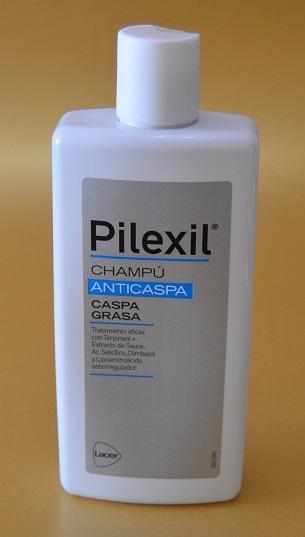 Pilexil®
CHAMPÚ
ANTICASPA
CASPA
GRASA
Tratamiento eficaz
con Terpineol +
Extracto de Sauce,
Ac. Salicílico, Climbazol
y Lipoaminoácido
seborregulador.
Lacer